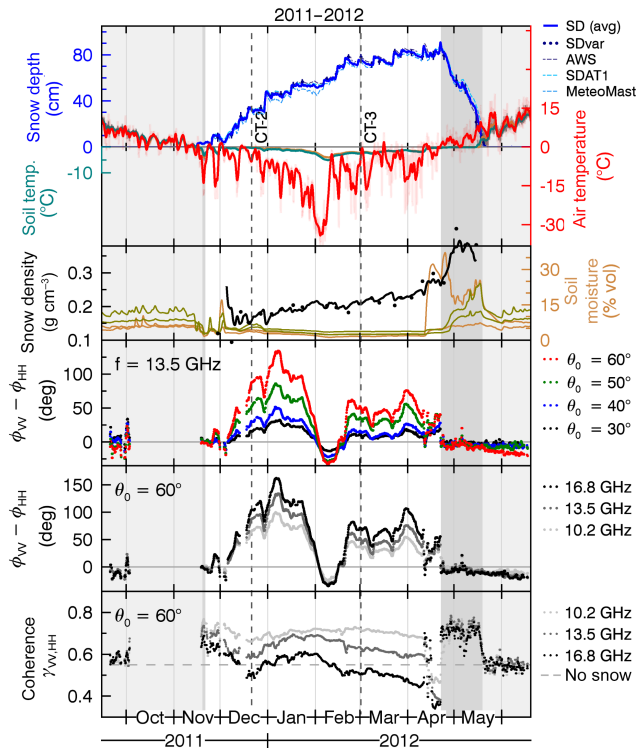 2011−2012
SD (avg)
SDvar
AWS
SDAT1
MeteoMast
Snow depth
(cm)
80
40
0
Soil temp.
(°C)
-10
CT-2
CT-3
15
0
-15
-30
Air temperature
(°C)
Snow density
(g cm⁻³)
0.3
0.2
0.1
30
15
0
Soil
moisture
(% vol)
f = 13.5 GHz
ϕVV − ϕHH
(deg)
100
50
0
θ0 = 60°
θ0 = 50°
θ0 = 40°
θ0 = 30°
θ0 = 60°
ϕVV − ϕHH
(deg)
150
100
50
0
16.8 GHz
13.5 GHz
10.2 GHz
θ0 = 60°
Coherence
γVV,HH
0.8
0.6
0.4
10.2 GHz
13.5 GHz
16.8 GHz
No snow
Oct Nov Dec Jan Feb Mar Apr May
2011 2012